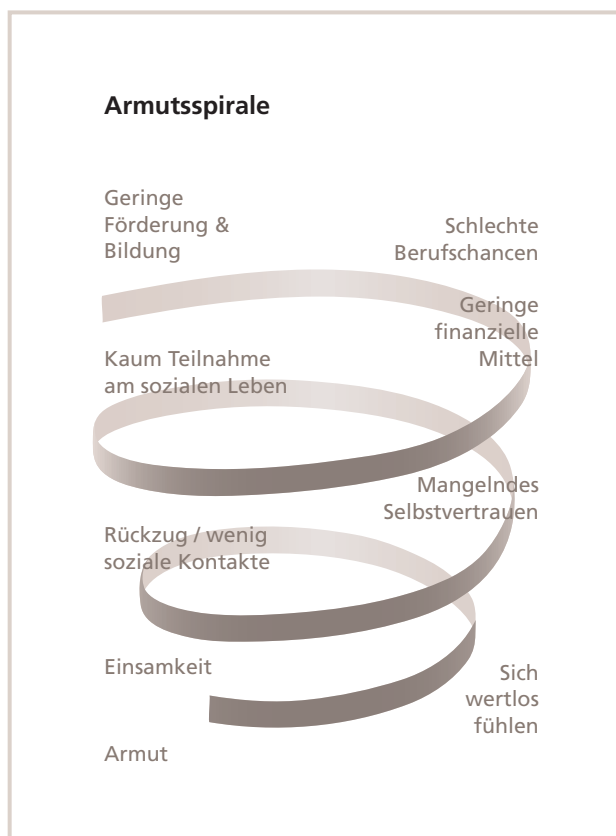 Armutsspirale
Geringe
Förderung &
Bildung
Schlechte
Berufschancen
Geringe
finanzielle
Mittel
Kaum Teilnahme
am sozialen Leben
Mangelndes
Selbstvertrauen
Rückzug / wenig
soziale Kontakte
Einsamkeit
Sich
wertlos
fühlen
Armut